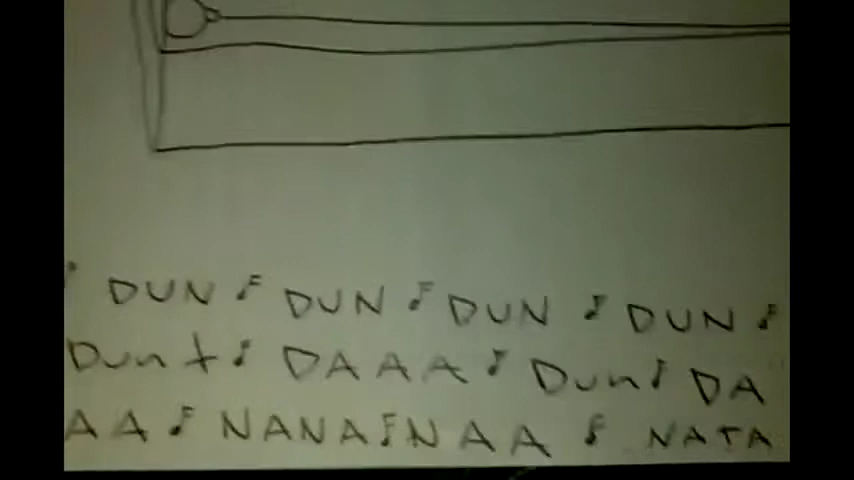 ♪ DUN ♪ DUN ♪ DUN ♪ DUN ♪
Dun + ♪ DAAA ♪ Dun ♪ DA
AA ♪ NANA ♪ NAA ♪ NATA